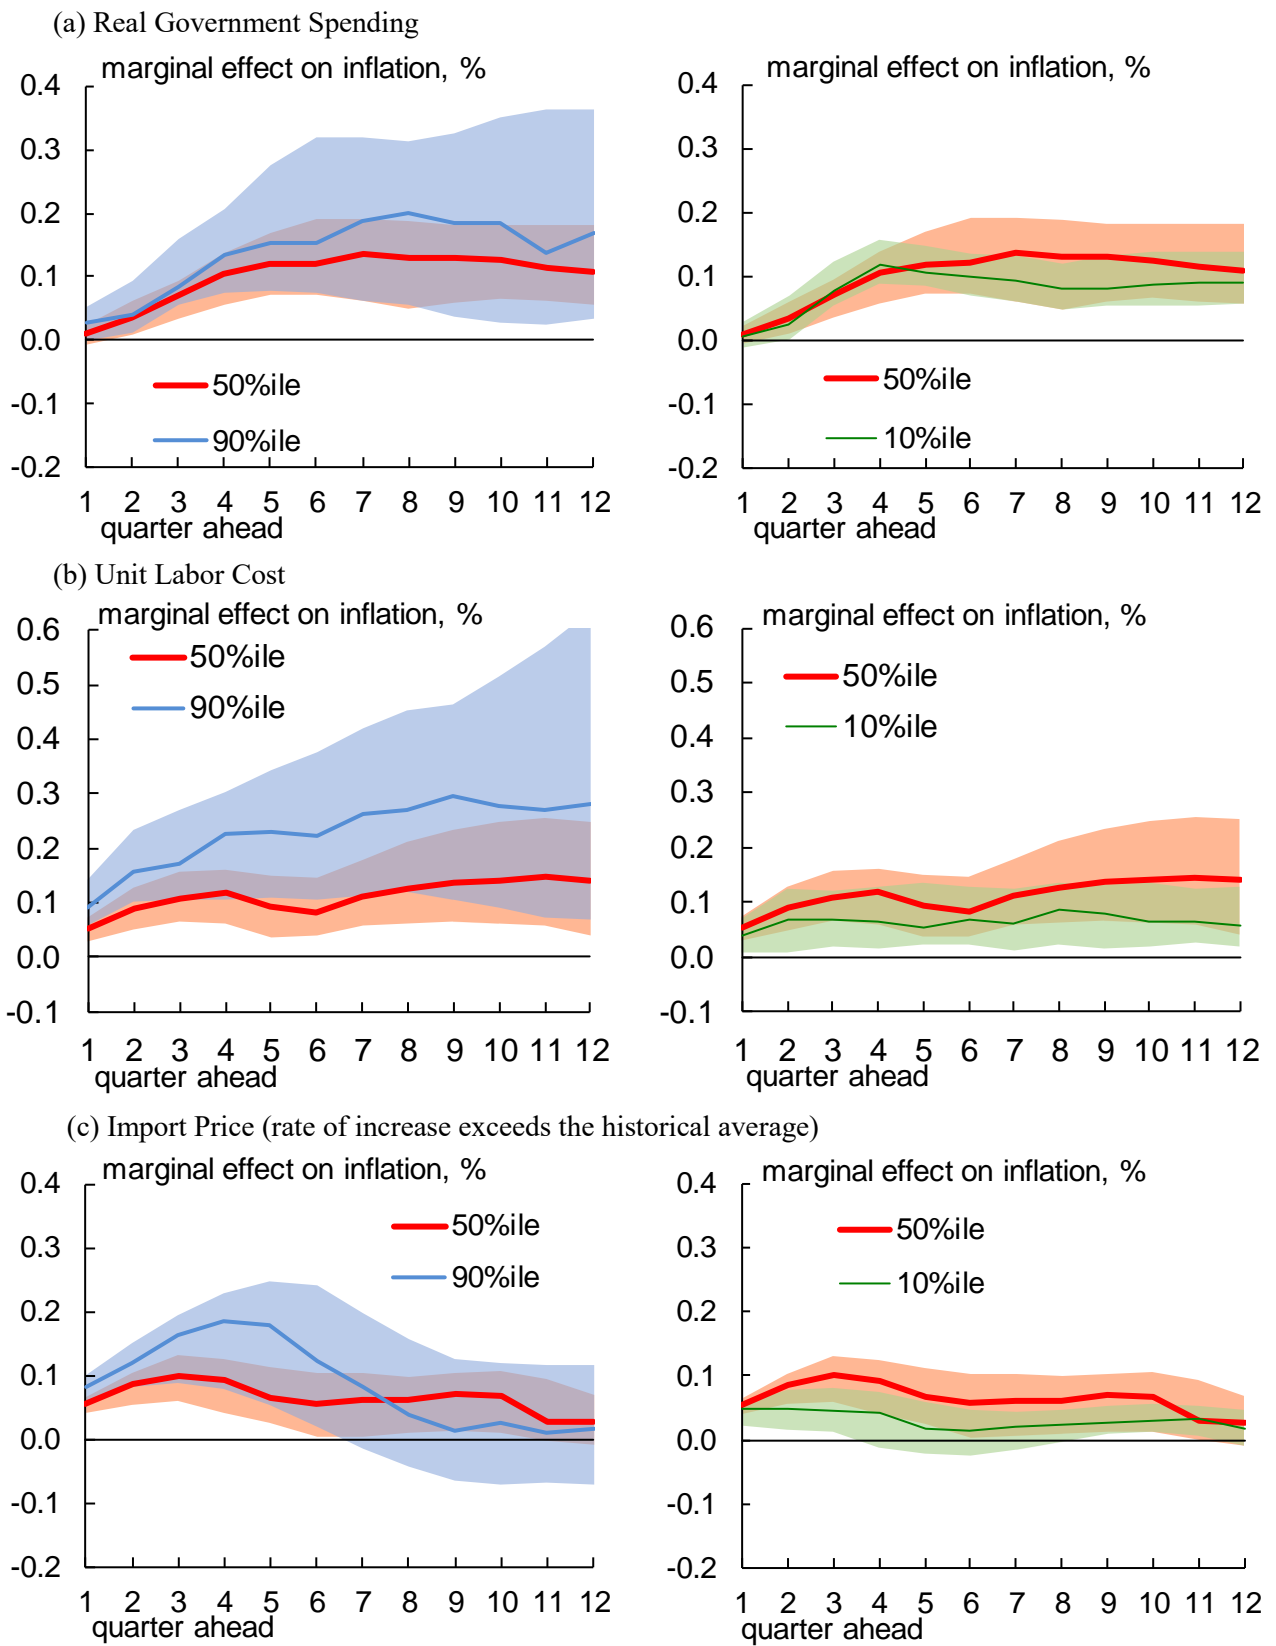 (a) Real Government Spending
marginal effect on inflation, %
0.4
0.3
0.2
0.1
0.0
-0.1
-0.2
50%ile
90%ile
1 2 3 4 5 6 7 8 9 10 11 12
quarter ahead
marginal effect on inflation, %
0.4
0.3
0.2
0.1
0.0
-0.1
-0.2
50%ile
10%ile
1 2 3 4 5 6 7 8 9 10 11 12
quarter ahead
(b) Unit Labor Cost
marginal effect on inflation, %
0.6
0.5
0.4
0.3
0.2
0.1
0.0
-0.1
50%ile
90%ile
1 2 3 4 5 6 7 8 9 10 11 12
quarter ahead
marginal effect on inflation, %
0.6
0.5
0.4
0.3
0.2
0.1
0.0
-0.1
50%ile
10%ile
1 2 3 4 5 6 7 8 9 10 11 12
quarter ahead
(c) Import Price (rate of increase exceeds the historical average)
marginal effect on inflation, %
0.4
0.3
0.2
0.1
0.0
-0.1
-0.2
50%ile
90%ile
1 2 3 4 5 6 7 8 9 10 11 12
quarter ahead
marginal effect on inflation, %
0.4
0.3
0.2
0.1
0.0
-0.1
-0.2
50%ile
10%ile
1 2 3 4 5 6 7 8 9 10 11 12
quarter ahead